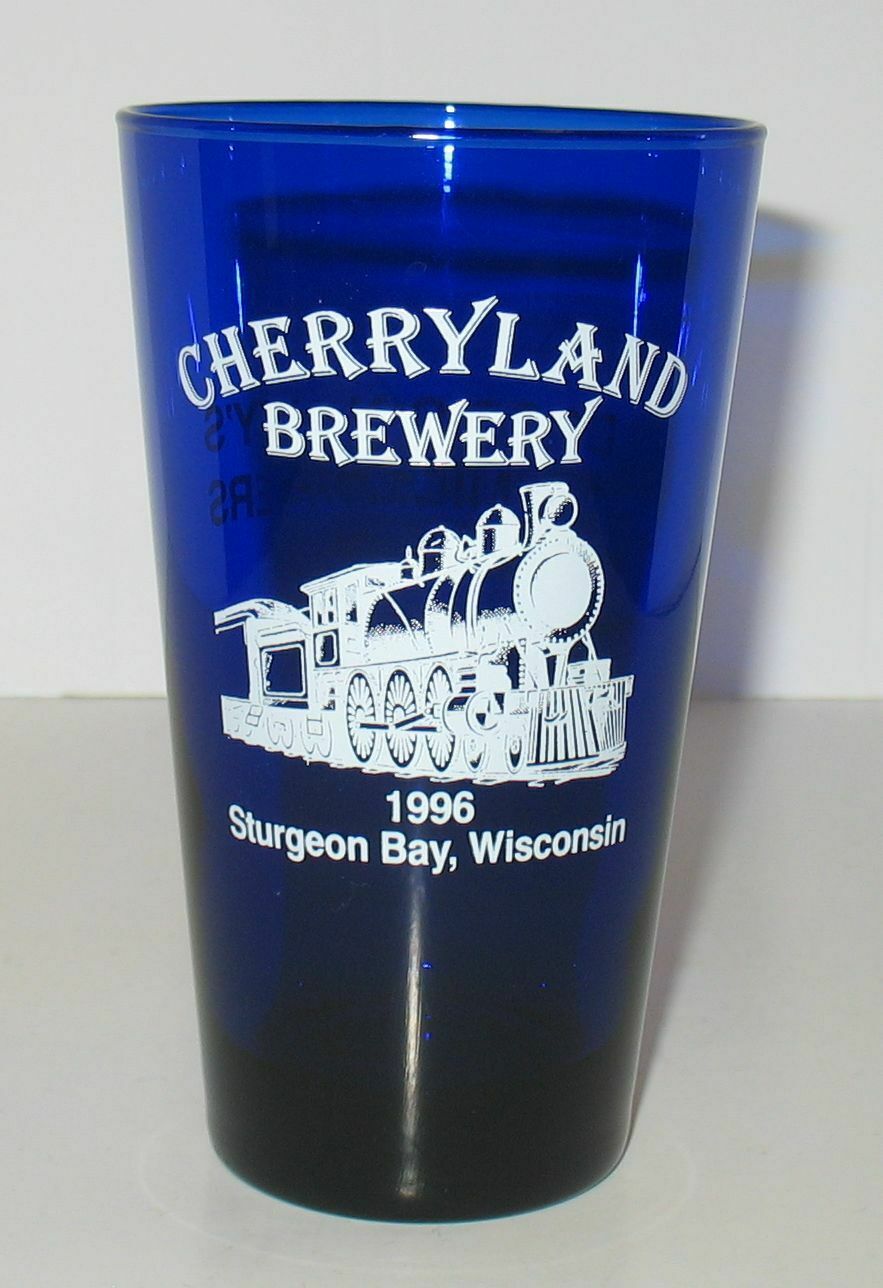 CHERRYLAND
BREWERY
1996
Sturgeon Bay, Wisconsin